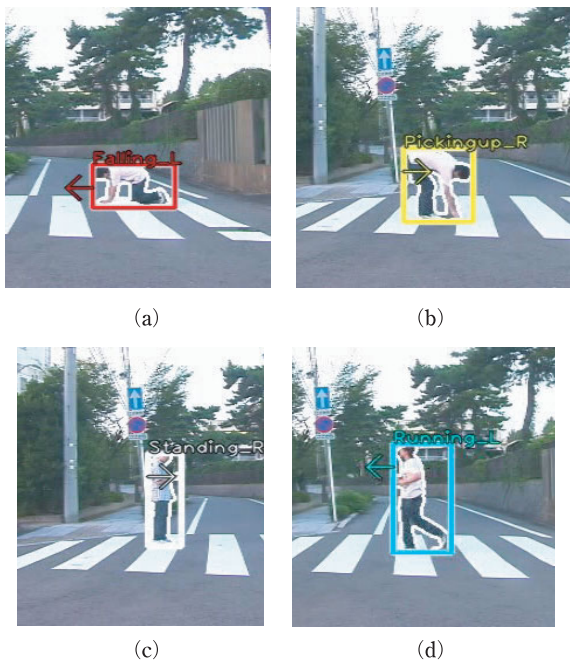 Falling_L
Pickingup_R
(a)
(b)
Standing_R
Running_L
(c)
(d)